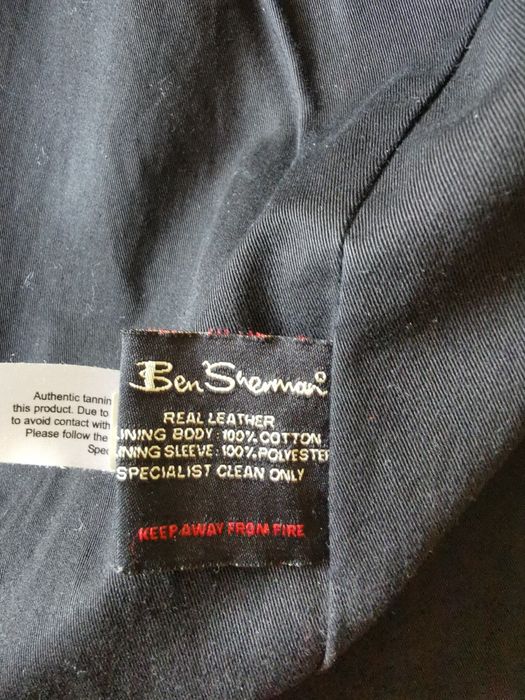 Authentic tannin
this product. Due to
to avoid contact with
Please follow the
Spec
Ben Sherman®
REAL LEATHER
LINING BODY : 100% COTTON
LINING SLEEVE : 100% POLYESTER
SPECIALIST CLEAN ONLY
KEEP AWAY FROM FIRE